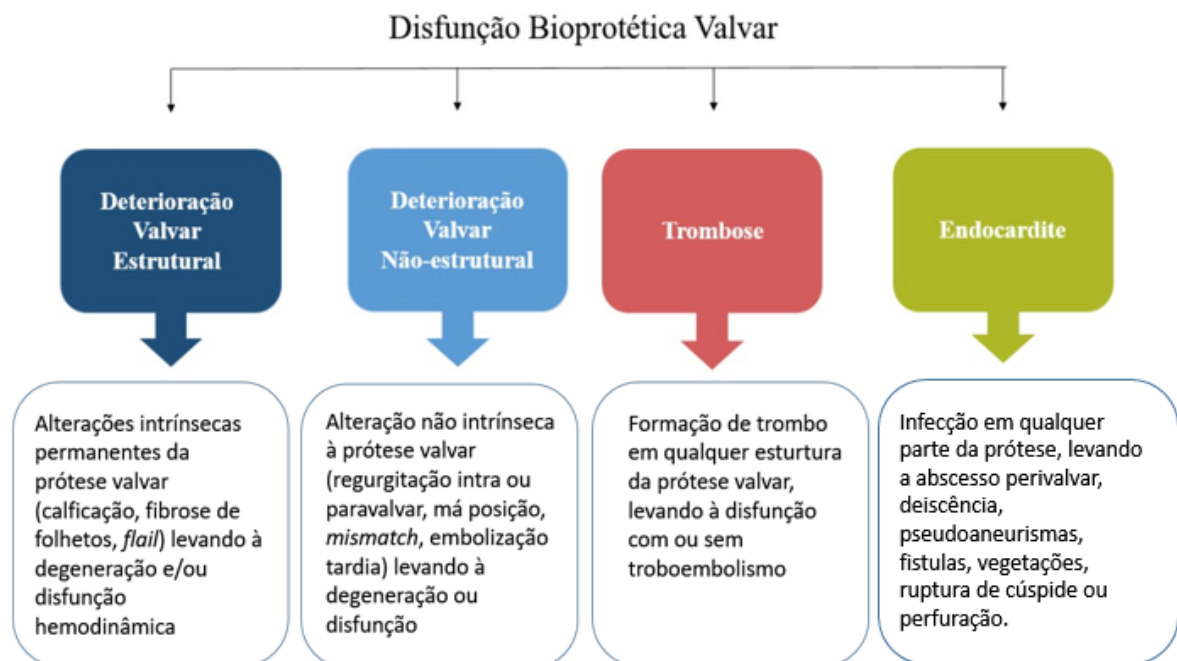 Disfunção Bioprotética Valvar
Deterioração
Valvar
Estrutural
Deterioração
Valvar
Não-estrutural
Trombose
Endocardite
Alterações intrínsecas
permanentes da
prótese valvar
(calficação, fibrose de
folhetos, flail) levando à
degeneração e/ou
disfunção
hemodinâmica
Alteração não intrínseca
à prótese valvar
(regurgitação intra ou
paravalvar, má posição,
mismatch, embolização
tardia) levando à
degeneração ou
disfunção
Formação de trombo
em qualquer esturtura
da prótese valvar,
levando à disfunção
com ou sem
troboembolismo
Infecção em qualquer
parte da prótese, levando
a abscesso perivalvar,
deiscência,
pseudoaneurismas,
fistulas, vegetações,
ruptura de cúspide ou
perfuração.